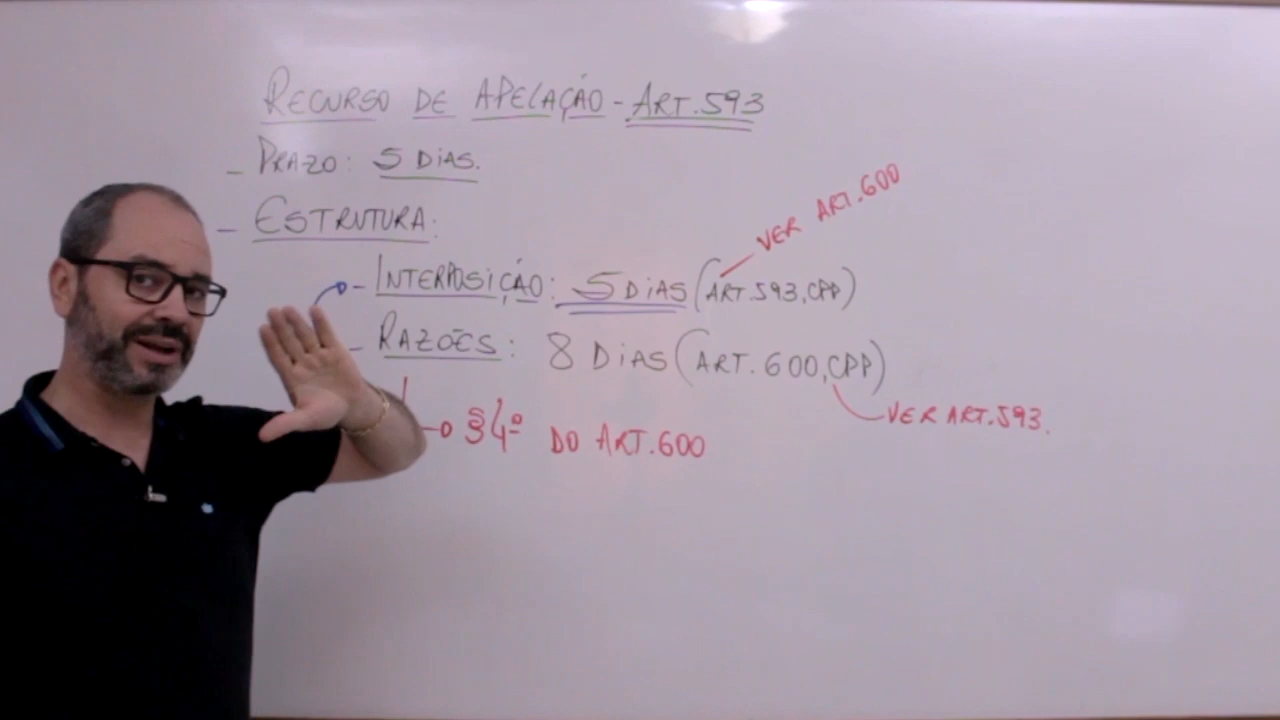 RECURSO DE APELAÇÃO - ART. 593
- PRAZO: 5 DIAS.
- ESTRUTURA:
- INTERPOSIÇÃO: 5 DIAS (ART. 593, CPP)
VER ART. 600
- RAZÕES: 8 DIAS (ART. 600, CPP)
VER ART. 593.
§4º DO ART. 600